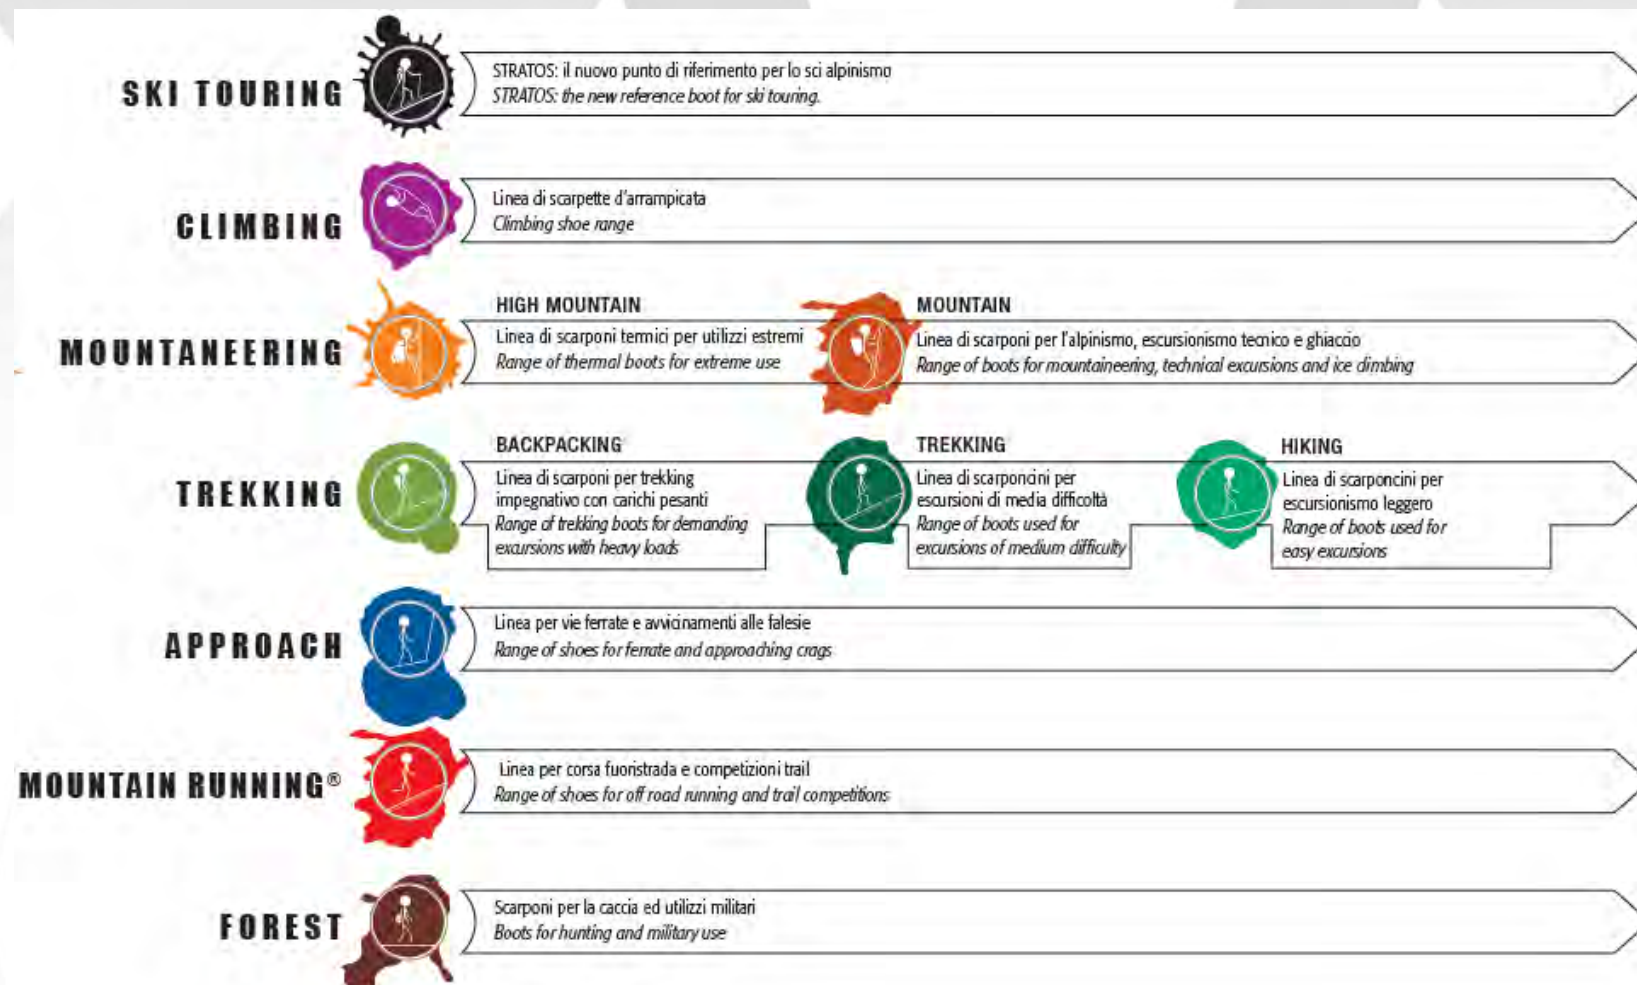 SKI TOURING
STRATOS: il nuovo punto di riferimento per lo sci alpinismo
STRATOS: the new reference boot for ski touring.
CLIMBING
Linea di scarpette d'arrampicata
Climbing shoe range
MOUNTANEERING
HIGH MOUNTAIN
Linea di scarponi termici per utilizzi estremi
Range of thermal boots for extreme use
MOUNTAIN
Linea di scarponi per l'alpinismo, escursionismo tecnico e ghiaccio
Range of boots for mountaineering, technical excursions and ice climbing
TREKKING
BACKPACKING
Linea di scarponi per trekking
impegnativo con carichi pesanti
Range of trekking boots for demanding
excursions with heavy loads
TREKKING
Linea di scarponcini per
escursioni di media difficoltà
Range of boots used for
excursions of medium difficulty
HIKING
Linea di scarponcini per
escursionismo leggero
Range of boots used for
easy excursions
APPROACH
Linea per vie ferrate e avvicinamenti alle falesie
Range of shoes for ferrate and approaching crags
MOUNTAIN RUNNING®
Linea per corsa fuoristrada e competizioni trail
Range of shoes for off road running and trail competitions
FOREST
Scarponi per la caccia ed utilizzi militari
Boots for hunting and military use